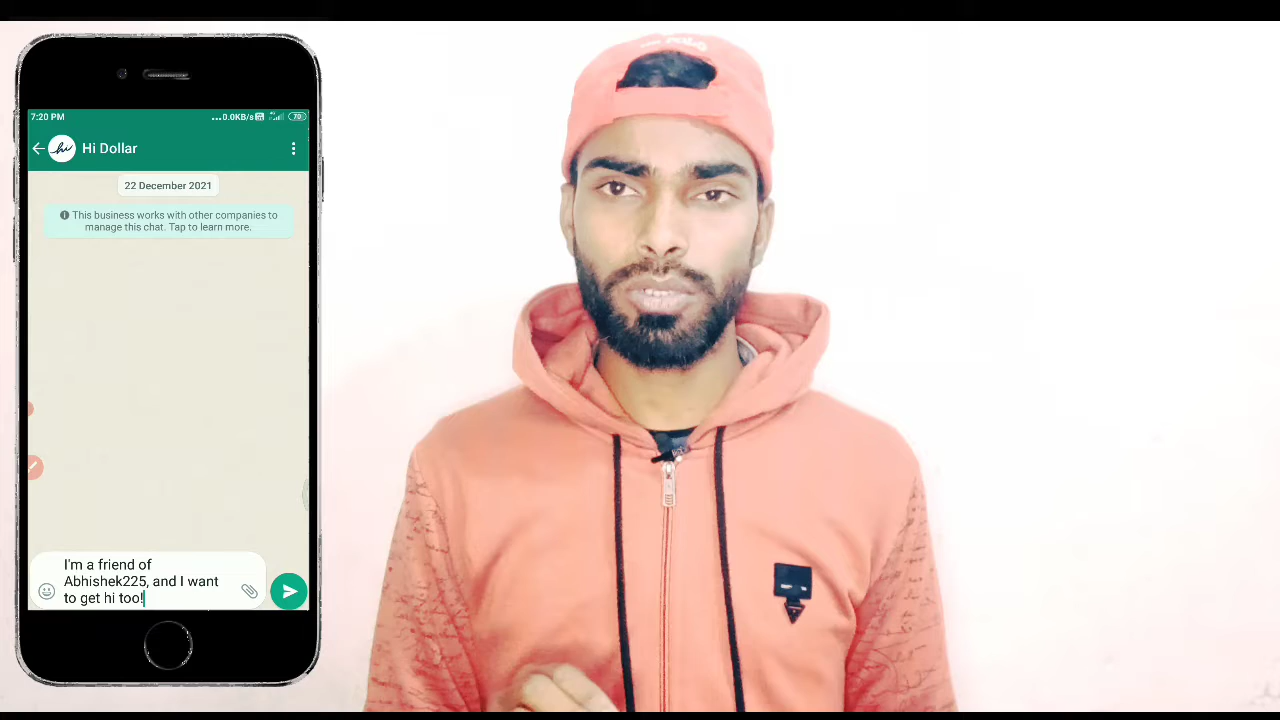 7:20 PM
...0.0KB/s
70
hi
Hi Dollar
22 December 2021
This business works with other companies to
manage this chat. Tap to learn more.
I'm a friend of
Abhishek225, and I want
to get hi too!